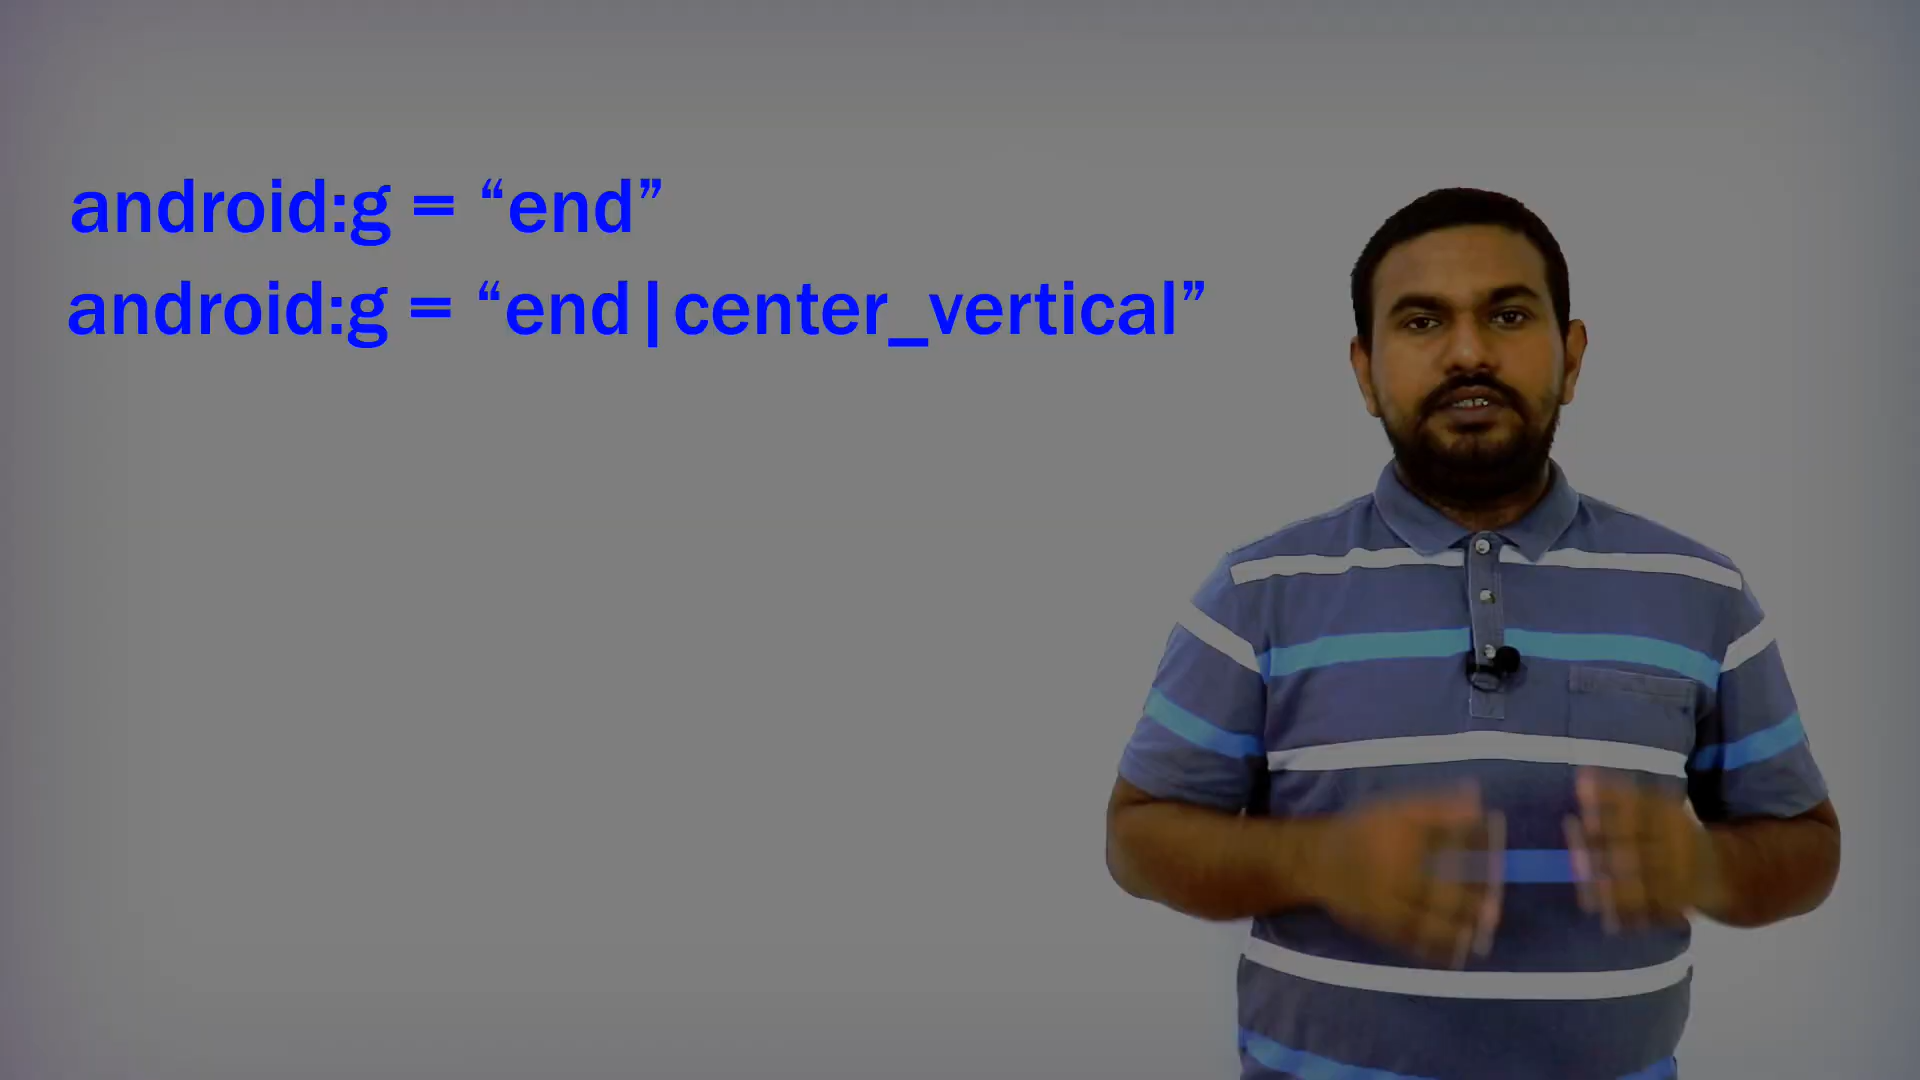 android:g = “end”
android:g = “end|center_vertical”